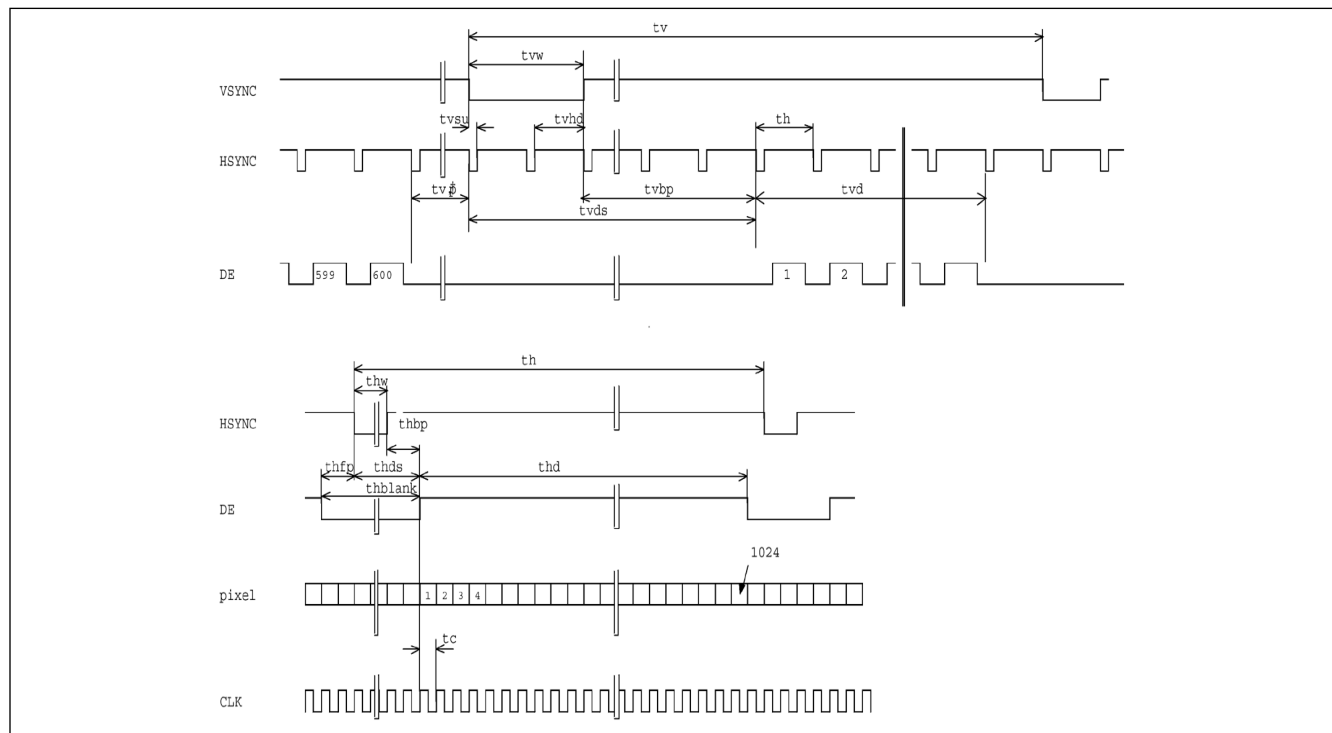 tv
tvw
VSYNC
tvsu
tvhd
th
HSYNC
tvbp
tvd
tvds
DE
599
600
1
2
th
thw
HSYNC
thbp
thfp
thds
thd
thblank
DE
1024
pixel
1
2
3
4
tc
CLK